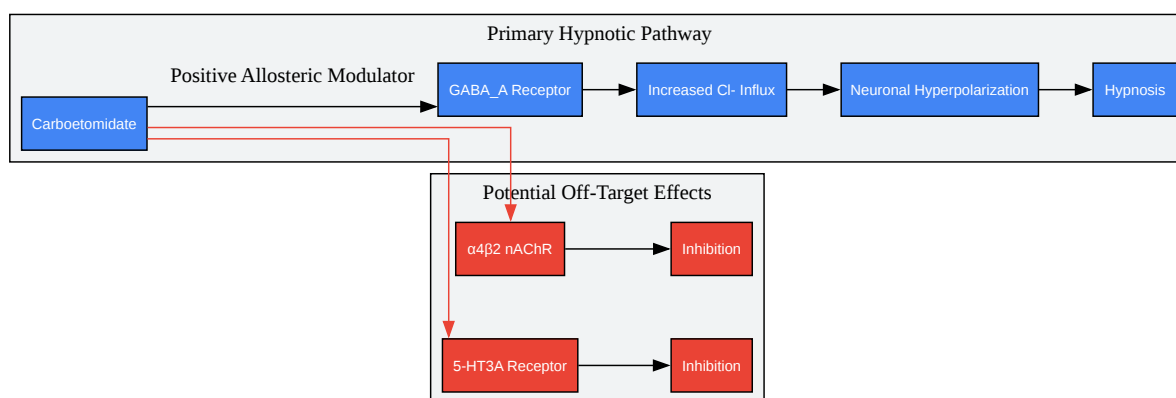 Primary Hypnotic Pathway
Positive Allosteric Modulator
Carboetomidate
GABA_A Receptor
Increased Cl- Influx
Neuronal Hyperpolarization
Hypnosis
Potential Off-Target Effects
α4β2 nAChR
Inhibition
5-HT3A Receptor
Inhibition